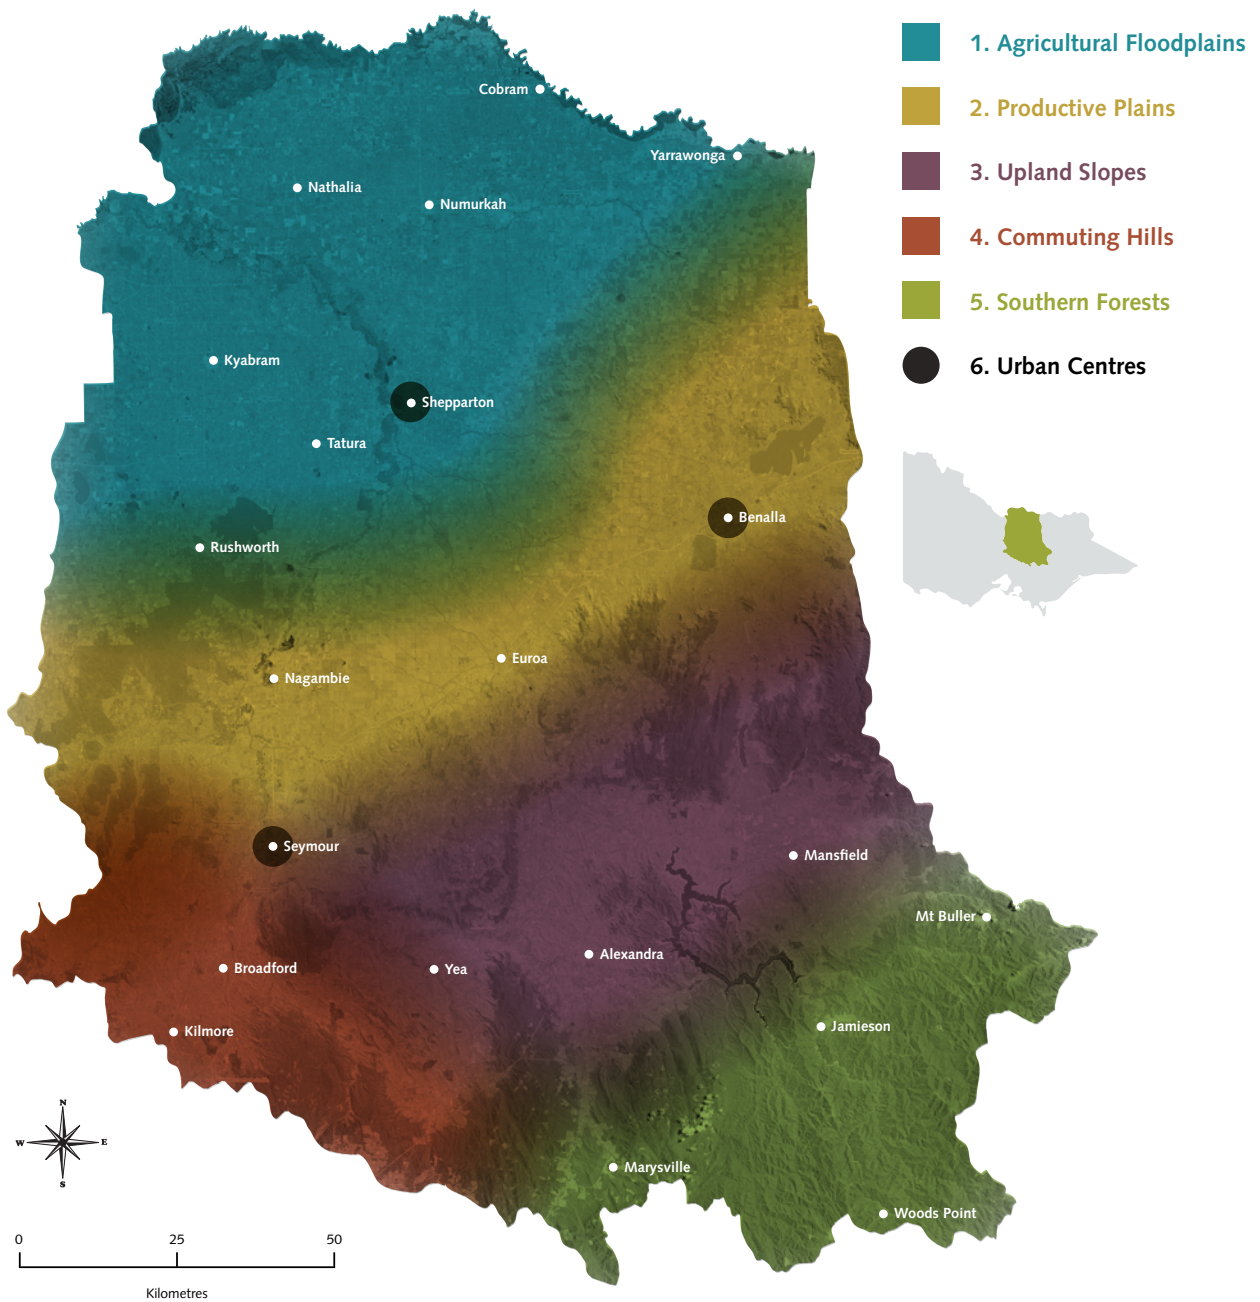 1. Agricultural Floodplains
2. Productive Plains
3. Upland Slopes
4. Commuting Hills
5. Southern Forests
6. Urban Centres
Cobram
Yarrawonga
Nathalia
Numurkah
Kyabram
Shepparton
Tatura
Benalla
Rushworth
Euroa
Nagambie
Seymour
Mansfield
Mt Buller
Alexandra
Broadford
Yea
Jamieson
Kilmore
Marysville
Woods Point
N
W E
S
0 25 50
Kilometres